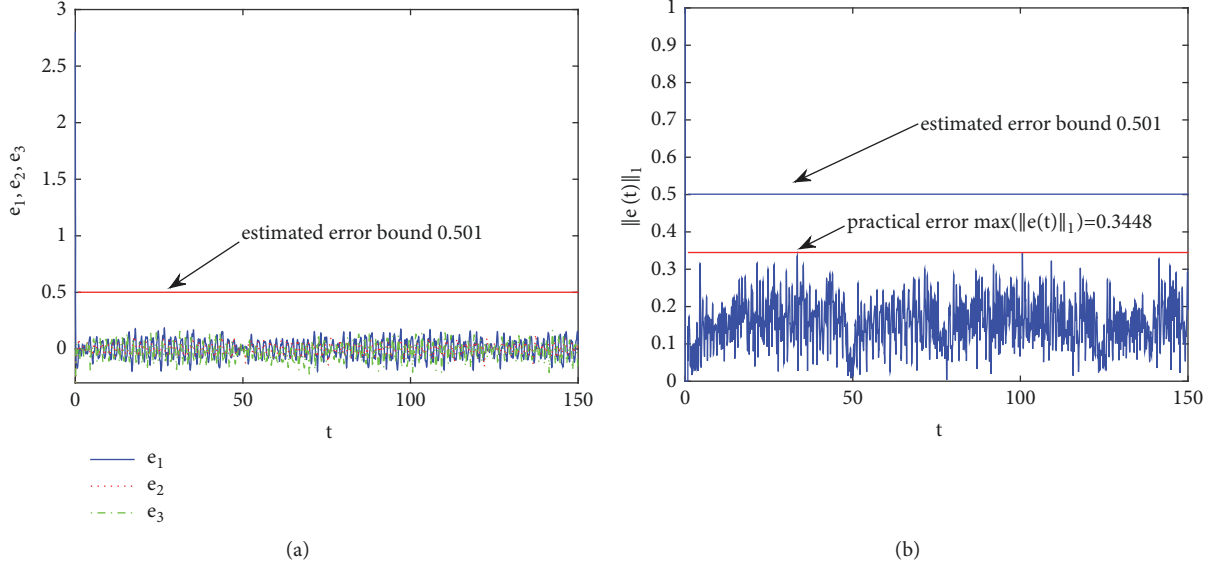 3
2.5
2
1.5
1
0.5
0
e1, e2, e3
estimated error bound 0.501
0 50 100 150
t
e1
e2
e3
(a)
1
0.9
0.8
0.7
0.6
0.5
0.4
0.3
0.2
0.1
0
‖e (t)‖1
estimated error bound 0.501
practical error max(‖e(t)‖1)=0.3448
0 50 100 150
t
(b)